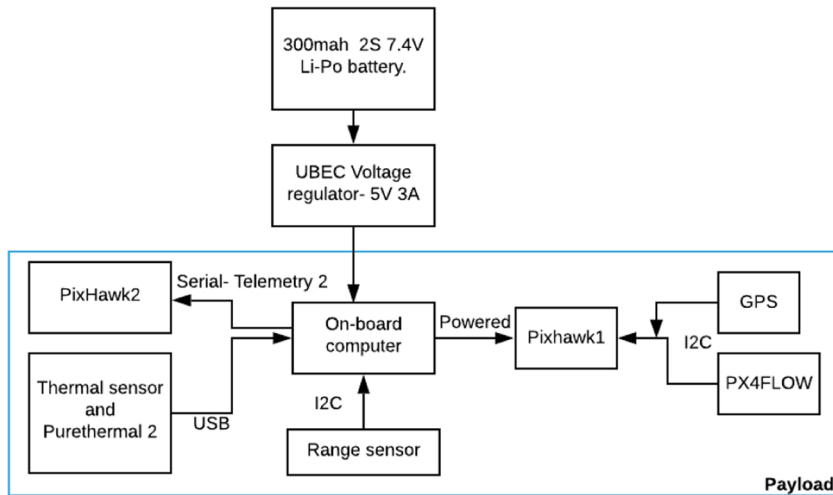 300mah 2S 7.4V
Li-Po battery.
UBEC Voltage
regulator- 5V 3A
PixHawk2
Serial- Telemetry 2
On-board
computer
Powered
Pixhawk1
GPS
I2C
PX4FLOW
Thermal sensor
and
Purethermal 2
USB
I2C
Range sensor
Payload